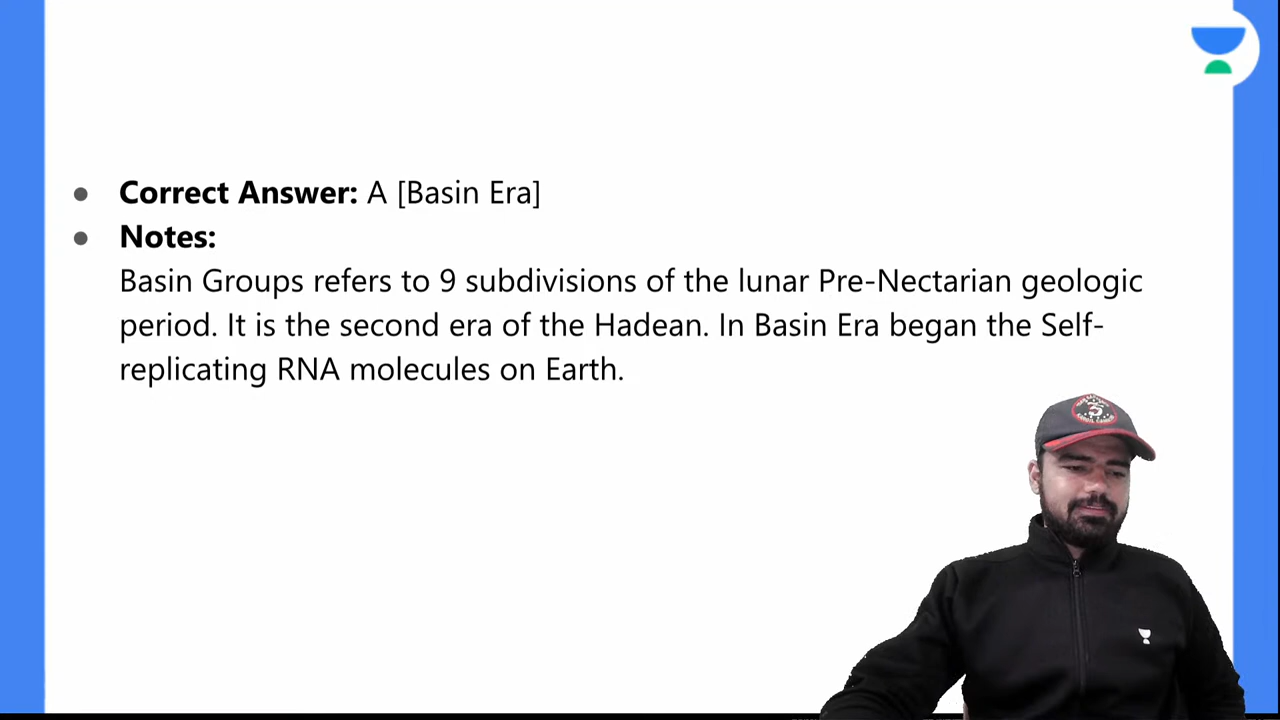 Correct Answer: A [Basin Era]
Notes:
Basin Groups refers to 9 subdivisions of the lunar Pre-Nectarian geologic
period. It is the second era of the Hadean. In Basin Era began the Self-
replicating RNA molecules on Earth.